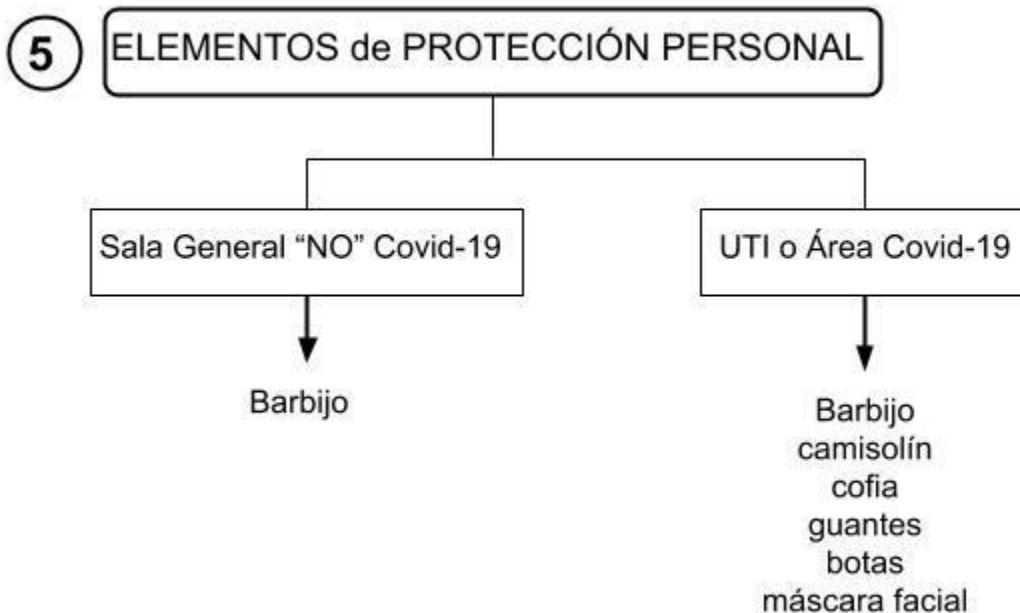 5
ELEMENTOS de PROTECCIÓN PERSONAL
Sala General “NO” Covid-19
UTI o Área Covid-19
Barbijo
Barbijo
camisolín
cofia
guantes
botas
máscara facial